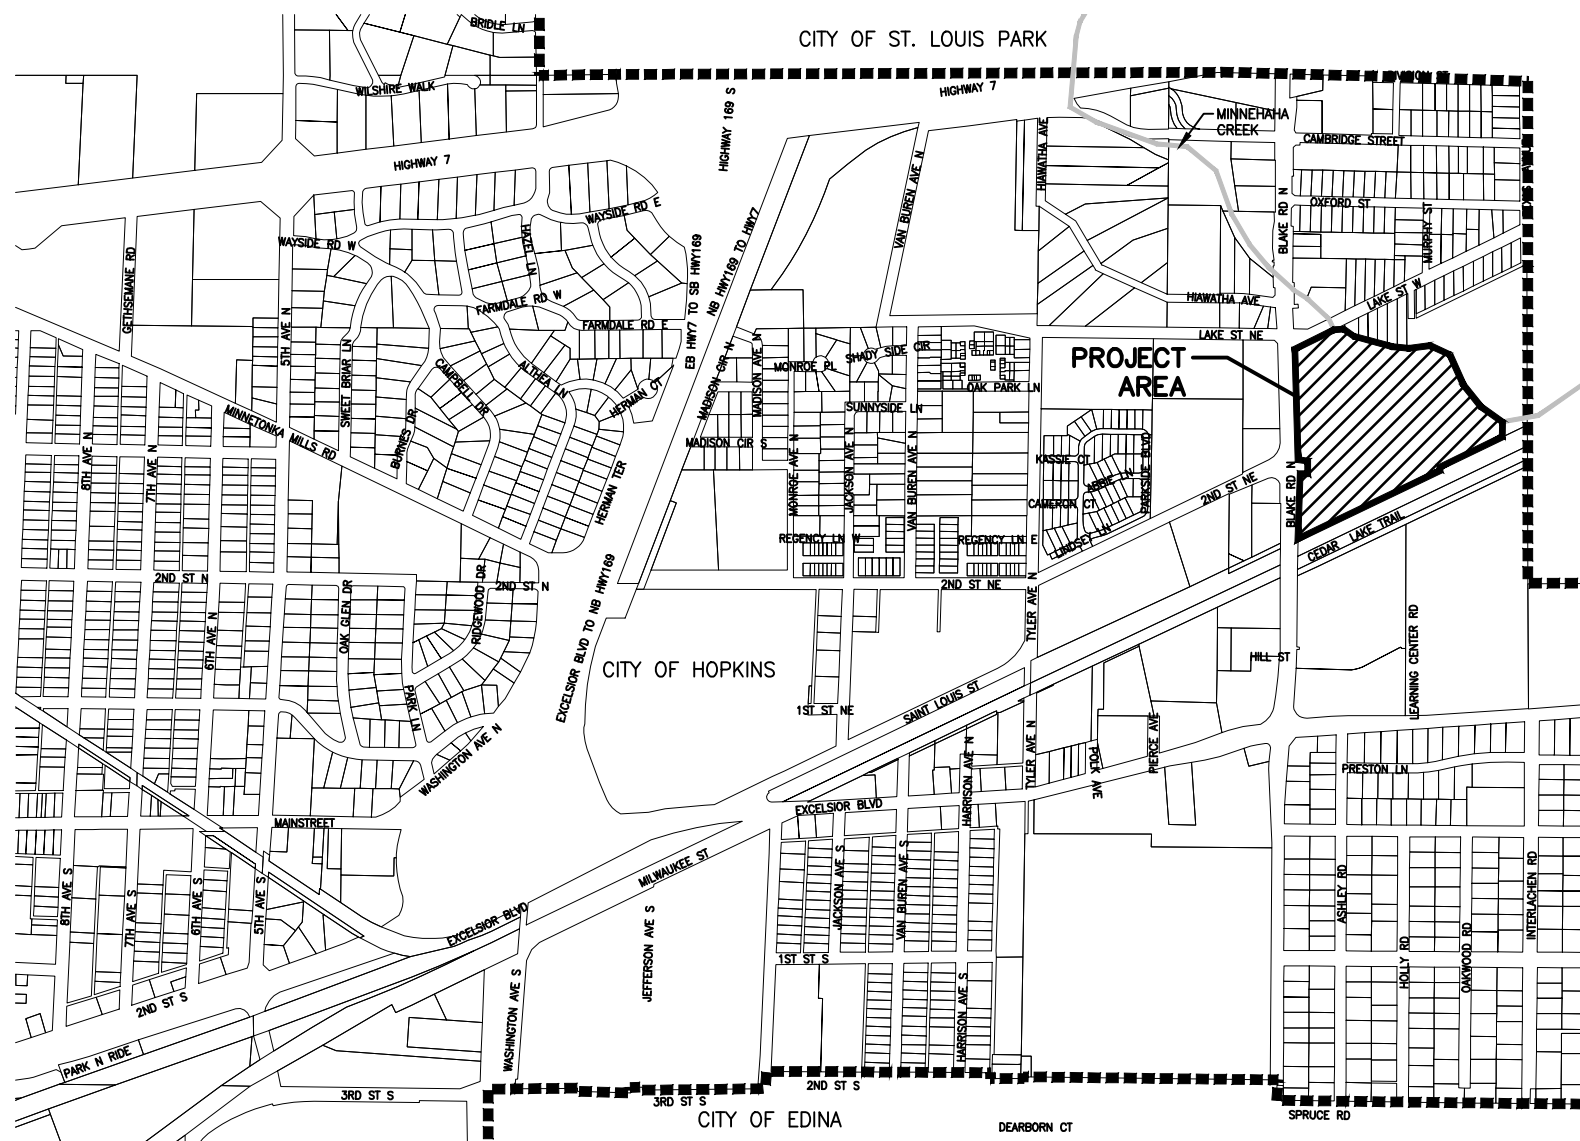 BRIDLE LN
CITY OF ST. LOUIS PARK
DIVISION ST
WILSHIRE WALK
HIGHWAY 7
HIGHWAY 169 S
MINNEHAHA
CREEK
CAMBRIDGE STREET
HIGHWAY 7
HIAWATHA AVE
VAN BUREN AVE N
BLAKE RD N
OXFORD ST
MURPHY ST
WAYSIDE RD E
WAYSIDE RD W
HAZEL LN
GETHSEMANE RD
EB HWY7 TO SB HWY169
NB HWY169 TO HWY7
HIAWATHA AVE
LAKE ST W
FARMDALE RD W
FARMDALE RD E
5TH AVE N
LAKE ST NE
SWEET BRIAR LN
CAMPBELL DR
ALTHEA LN
HERMAN CT
MADISON CIR N
MADISON AVE N
MONROE PL
SHADY SIDE CIR
PROJECT
AREA
OAK PARK LN
SUNNYSIDE LN
MINNETONKA MILLS RD
BURNES DR
MADISON CIR S
8TH AVE N
7TH AVE N
HERMAN TER
MONROE AVE N
JACKSON AVE N
VAN BUREN AVE N
KASSIE CT
ABBIE LN
PARKSIDE BLVD
CAMERON CT
LINDSEY LN
2ND ST NE
BLAKE RD N
CEDAR LAKE TRAIL
REGENCY LN W
REGENCY LN E
2ND ST N
2ND ST N
2ND ST NE
OAK GLEN DR
RIDGEWOOD DR
6TH AVE N
EXCELSIOR BLVD TO NB HWY169
TYLER AVE N
CITY OF HOPKINS
HILL ST
LEARNING CENTER RD
PARK LN
1ST ST NE
SAINT LOUIS ST
WASHINGTON AVE N
HARRISON AVE N
TYLER AVE N
POLK AVE
PIERCE AVE
PRESTON LN
MAINSTREET
EXCELSIOR BLVD
MILWAUKEE ST
8TH AVE S
7TH AVE S
6TH AVE S
5TH AVE S
JACKSON AVE S
VAN BUREN AVE S
ASHLEY RD
INTERLACHEN RD
EXCELSIOR BLVD
JEFFERSON AVE S
1ST ST S
HOLLY RD
OAKWOOD RD
2ND ST S
WASHINGTON AVE S
HARRISON AVE S
PARK N RIDE
3RD ST S
3RD ST S
2ND ST S
CITY OF EDINA
DEARBORN CT
SPRUCE RD